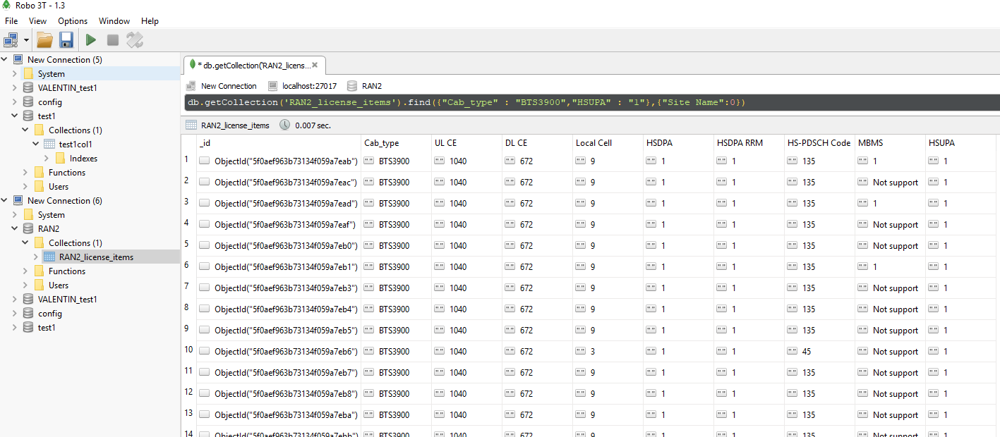 Robo 3T - 1.3
File View Options Window Help
New Connection (5)
System
VALENTIN_test1
config
test1
Collections (1)
test1col1
Indexes
Functions
Users
New Connection (6)
System
RAN2
Collections (1)
RAN2_license_items
Functions
Users
VALENTIN_test1
config
test1
* db.getCollection('RAN2_licens...
New Connection localhost:27017 RAN2
db.getCollection('RAN2_license_items').find({"Cab_type" : "BTS3900","HSUPA" : "1"},{"Site Name":0})
RAN2_license_items 0.007 sec.
_id Cab_type UL CE DL CE Local Cell HSDPA HSDPA RRM HS-PDSCH Code MBMS HSUPA
1 ObjectId("5f0aef963b73134f059a7eab") "" BTS3900 "" 1040 "" 672 "" 9 "" 1 "" 1 "" 135 "" 1 "" 1
2 ObjectId("5f0aef963b73134f059a7eac") "" BTS3900 "" 1040 "" 672 "" 9 "" 1 "" 1 "" 135 "" Not support "" 1
3 ObjectId("5f0aef963b73134f059a7ead") "" BTS3900 "" 1040 "" 672 "" 9 "" 1 "" 1 "" 135 "" 1 "" 1
4 ObjectId("5f0aef963b73134f059a7eaf") "" BTS3900 "" 1040 "" 672 "" 9 "" 1 "" 1 "" 135 "" Not support "" 1
5 ObjectId("5f0aef963b73134f059a7eb0") "" BTS3900 "" 1040 "" 672 "" 9 "" 1 "" 1 "" 135 "" Not support "" 1
6 ObjectId("5f0aef963b73134f059a7eb1") "" BTS3900 "" 1040 "" 672 "" 9 "" 1 "" 1 "" 135 "" 1 "" 1
7 ObjectId("5f0aef963b73134f059a7eb3") "" BTS3900 "" 1040 "" 672 "" 9 "" 1 "" 1 "" 135 "" Not support "" 1
8 ObjectId("5f0aef963b73134f059a7eb4") "" BTS3900 "" 1040 "" 672 "" 9 "" 1 "" 1 "" 135 "" Not support "" 1
9 ObjectId("5f0aef963b73134f059a7eb5") "" BTS3900 "" 1040 "" 672 "" 9 "" 1 "" 1 "" 135 "" Not support "" 1
10 ObjectId("5f0aef963b73134f059a7eb6") "" BTS3900 "" 1040 "" 672 "" 3 "" 1 "" 1 "" 45 "" Not support "" 1
11 ObjectId("5f0aef963b73134f059a7eb7") "" BTS3900 "" 1040 "" 672 "" 9 "" 1 "" 1 "" 135 "" Not support "" 1
12 ObjectId("5f0aef963b73134f059a7eb8") "" BTS3900 "" 1040 "" 672 "" 9 "" 1 "" 1 "" 135 "" Not support "" 1
13 ObjectId("5f0aef963b73134f059a7eba") "" BTS3900 "" 1040 "" 672 "" 9 "" 1 "" 1 "" 135 "" Not support "" 1
14 ObjectId("5f0aef963b73134f059a7ebb") "" BTS3900 "" 1040 "" 672 "" 9 "" 1 "" 1 "" 135 "" Not support "" 1